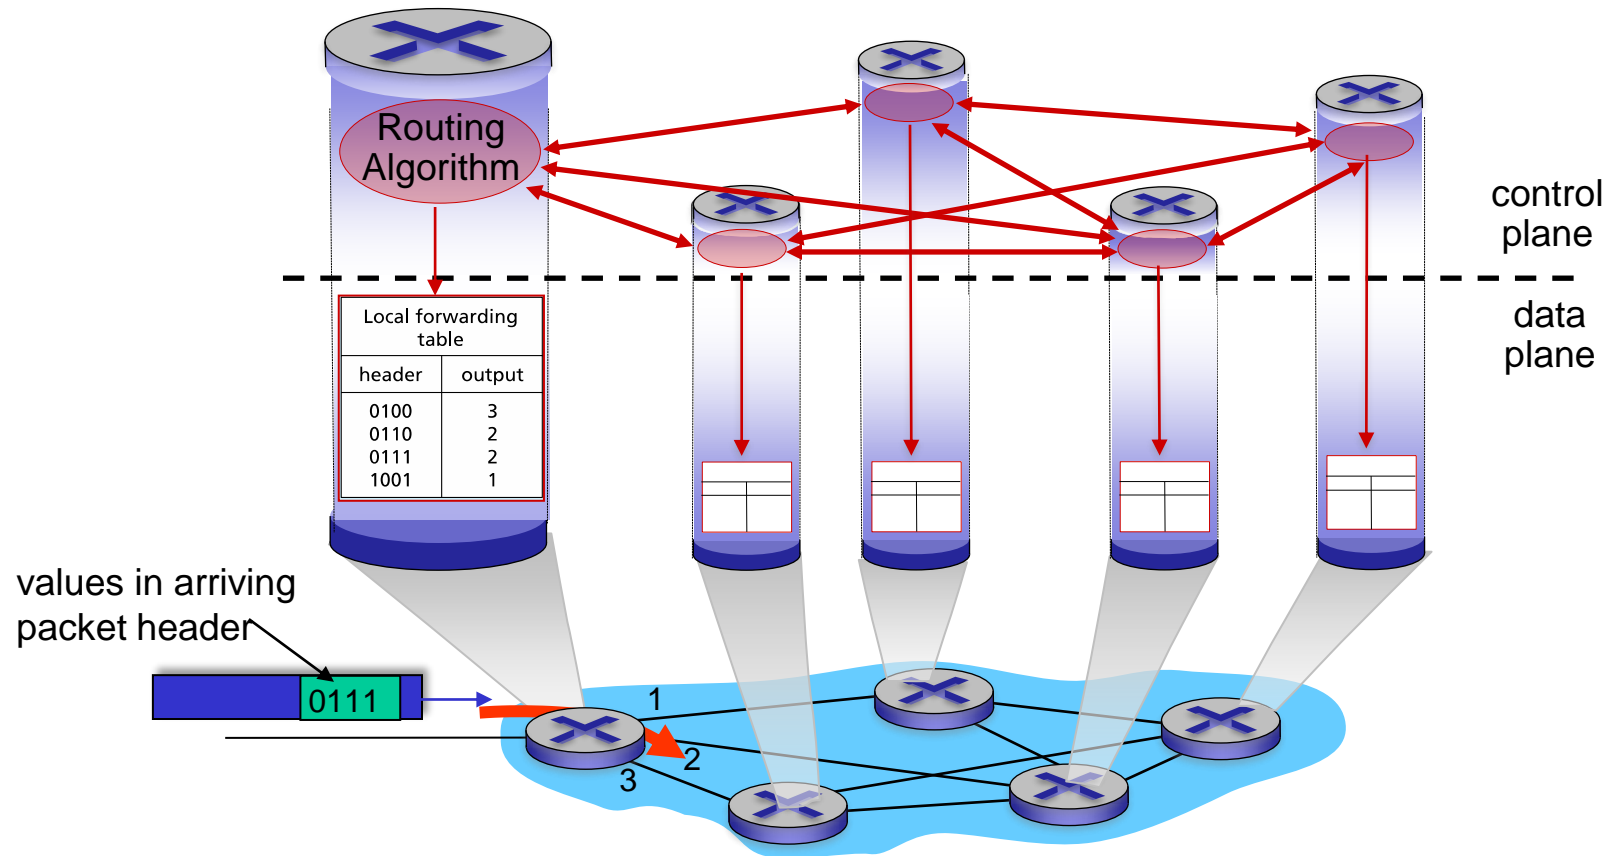 Routing
Algorithm
control
plane
data
plane
Local forwarding
table
header output
0100 3
0110 2
0111 2
1001 1
values in arriving
packet header
0111
1
2
3